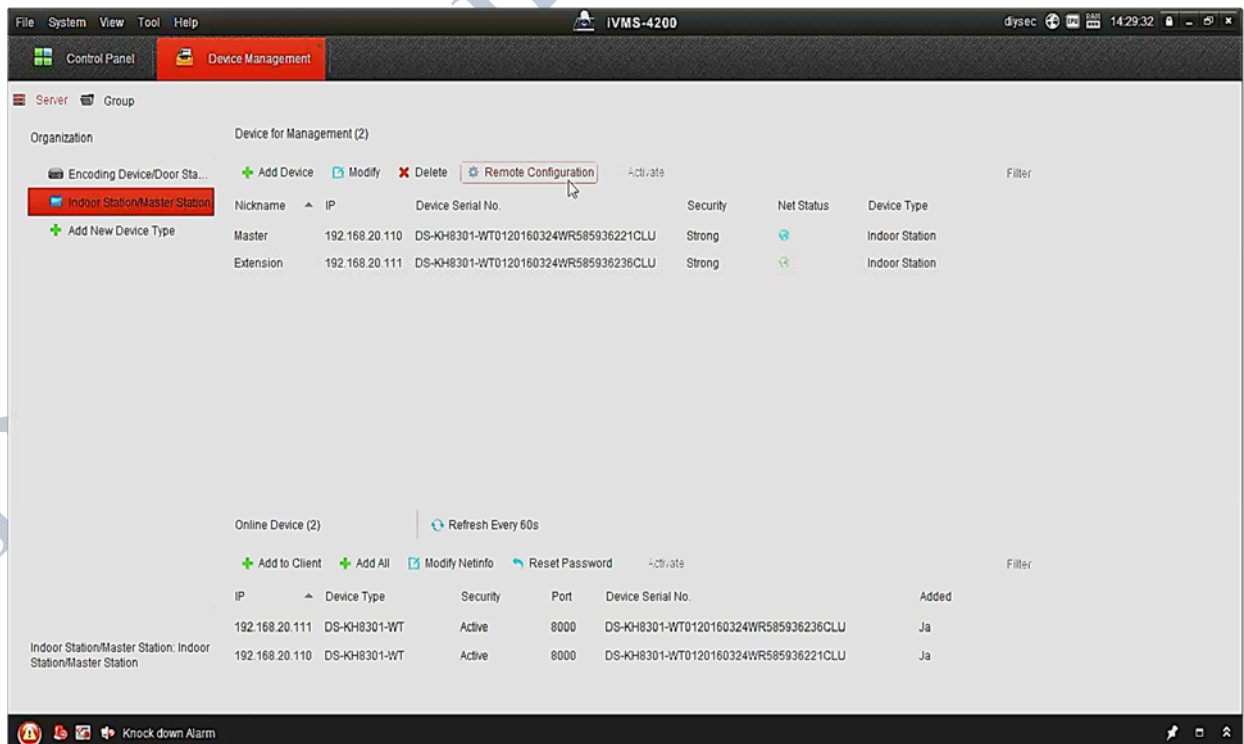 File System View Tool Help iVMS-4200 diysec 14:29:32
Control Panel Device Management
Server Group
Organization
Encoding Device/Door Sta...
Indoor Station/Master Station
Add New Device Type
Device for Management (2)
Add Device Modify Delete Remote Configuration Activate Filter
Nickname IP Device Serial No. Security Net Status Device Type
Master 192.168.20.110 DS-KH8301-WT0120160324WR585936221CLU Strong Indoor Station
Extension 192.168.20.111 DS-KH8301-WT0120160324WR585936236CLU Strong Indoor Station
Online Device (2) Refresh Every 60s
Add to Client Add All Modify Netinfo Reset Password Activate Filter
IP Device Type Security Port Device Serial No. Added
192.168.20.111 DS-KH8301-WT Active 8000 DS-KH8301-WT0120160324WR585936236CLU Ja
192.168.20.110 DS-KH8301-WT Active 8000 DS-KH8301-WT0120160324WR585936221CLU Ja
Indoor Station/Master Station: Indoor
Station/Master Station
Knock down Alarm